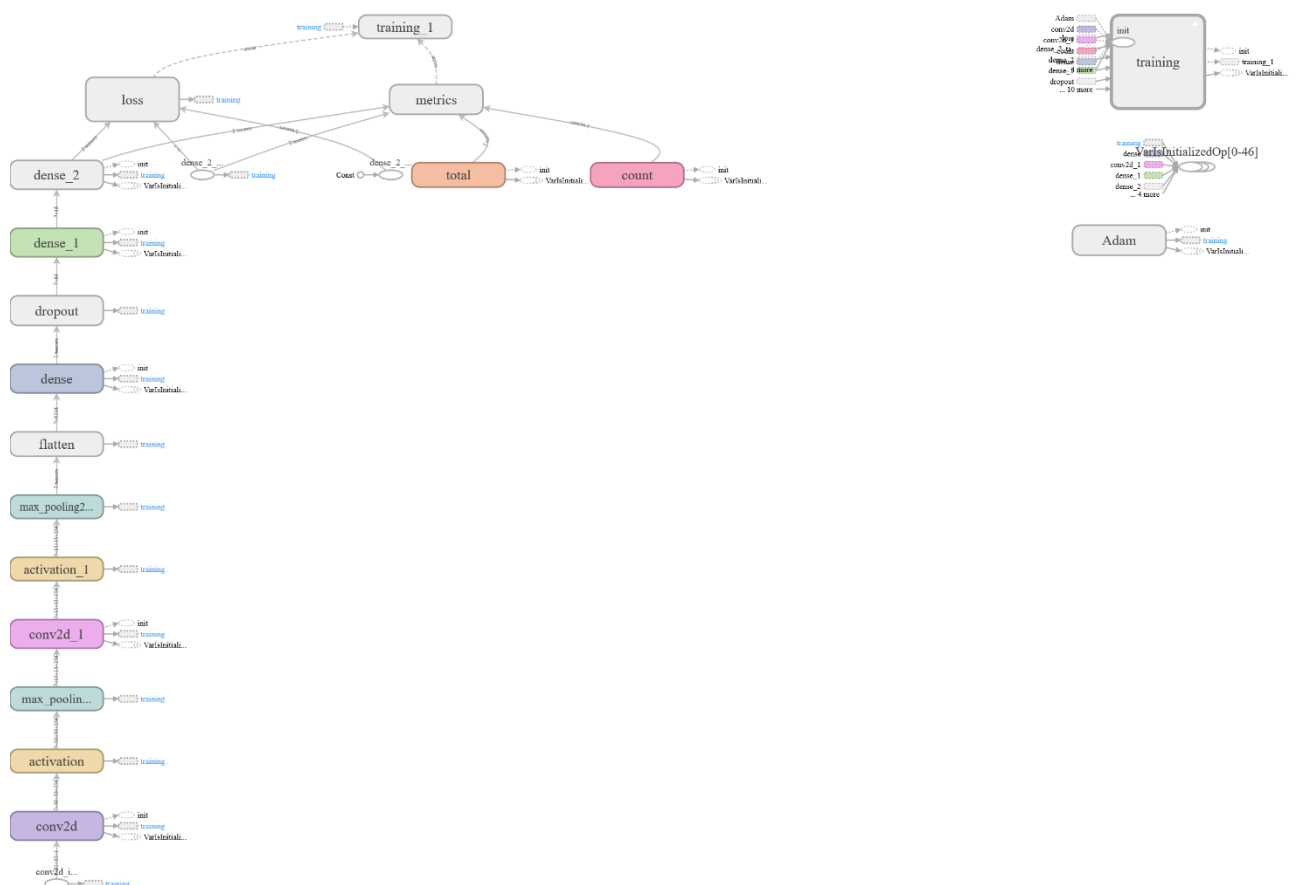 training
training_1
loss
training
metrics
dense_2
init
training
VarIsInitiali...
dense_2_...
training
Const
dense_2_...
total
init
VarIsInitiali...
count
init
VarIsInitiali...
dense_1
init
training
VarIsInitiali...
dropout
training
dense
init
training
VarIsInitiali...
flatten
training
max_pooling2...
training
activation_1
training
conv2d_1
init
training
VarIsInitiali...
max_poolin...
training
activation
training
conv2d
init
training
VarIsInitiali...
conv2d_i...
training
Adam
conv2d
dropout
... 10 more
init
training
init
training_1
VarIsInitiali...
training
conv2d_1
dense_1
dense_2
... 4 more
VarIsInitializedOp[0-46]
Adam
init
training
VarIsInitiali...